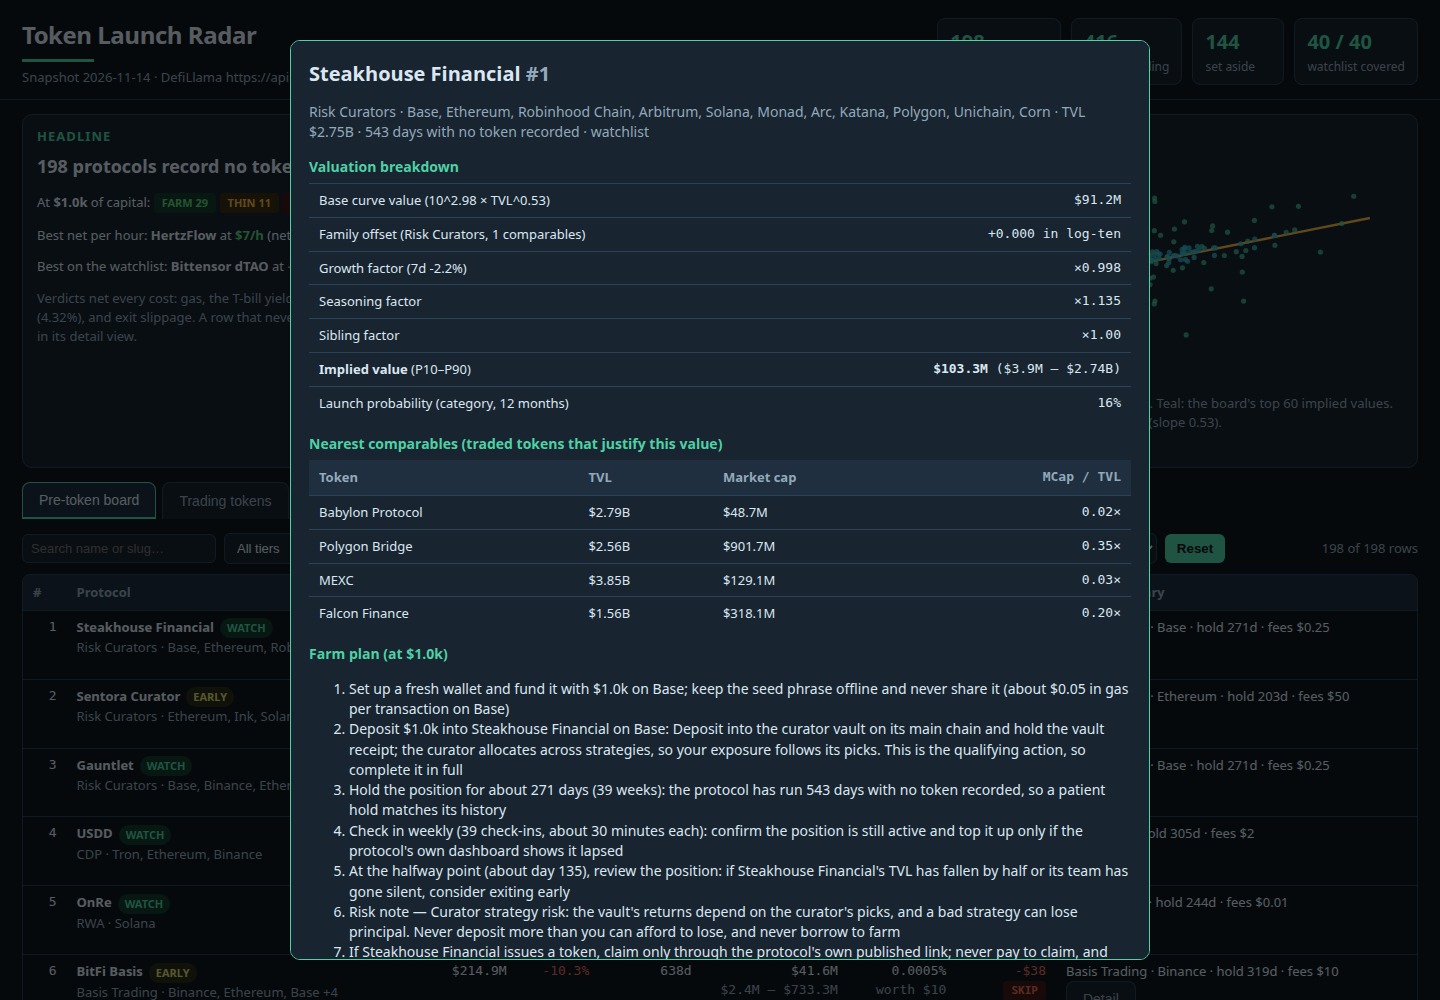 Token Launch Radar
Snapshot 2026-11-14 · DefiLlama https://api
144
set aside
40 / 40
watchlist covered
HEADLINE
198 protocols record no toke
At $1.0k of capital: FARM 29 THIN 11
Best net per hour: HertzFlow at $7/h (net
Best on the watchlist: Bittensor dTAO at -
Verdicts net every cost: gas, the T-bill yield
(4.32%), and exit slippage. A row that neve
in its detail view.
. Teal: the board's top 60 implied values.
(slope 0.53).
Steakhouse Financial #1
Risk Curators · Base, Ethereum, Robinhood Chain, Arbitrum, Solana, Monad, Arc, Katana, Polygon, Unichain, Corn · TVL
$2.75B · 543 days with no token recorded · watchlist
Valuation breakdown
Base curve value (10^2.98 × TVL^0.53) $91.2M
Family offset (Risk Curators, 1 comparables) +0.000 in log-ten
Growth factor (7d -2.2%) ×0.998
Seasoning factor ×1.135
Sibling factor ×1.00
Implied value (P10–P90) $103.3M ($3.9M – $2.74B)
Launch probability (category, 12 months) 16%
Nearest comparables (traded tokens that justify this value)
Token TVL Market cap MCap / TVL
Babylon Protocol $2.79B $48.7M 0.02×
Polygon Bridge $2.56B $901.7M 0.35×
MEXC $3.85B $129.1M 0.03×
Falcon Finance $1.56B $318.1M 0.20×
Farm plan (at $1.0k)
1. Set up a fresh wallet and fund it with $1.0k on Base; keep the seed phrase offline and never share it (about $0.05 in gas
per transaction on Base)
2. Deposit $1.0k into Steakhouse Financial on Base: Deposit into the curator vault on its main chain and hold the vault
receipt; the curator allocates across strategies, so your exposure follows its picks. This is the qualifying action, so
complete it in full
3. Hold the position for about 271 days (39 weeks): the protocol has run 543 days with no token recorded, so a patient
hold matches its history
4. Check in weekly (39 check-ins, about 30 minutes each): confirm the position is still active and top it up only if the
protocol's own dashboard shows it lapsed
5. At the halfway point (about day 135), review the position: if Steakhouse Financial's TVL has fallen by half or its team has
gone silent, consider exiting early
6. Risk note — Curator strategy risk: the vault's returns depend on the curator's picks, and a bad strategy can lose
principal. Never deposit more than you can afford to lose, and never borrow to farm
7. If Steakhouse Financial issues a token, claim only through the protocol's own published link; never pay to claim, and
Pre-token board
Trading tokens
Search name or slug...
All tiers
Reset
198 of 198 rows
# Protocol
1 Steakhouse Financial WATCH · Base · hold 271d · fees $0.25
Risk Curators · Base, Ethereum, Rob
2 Sentora Curator EARLY · Ethereum · hold 203d · fees $50
Risk Curators · Ethereum, Ink, Solan
3 Gauntlet WATCH · Base · hold 271d · fees $0.25
Risk Curators · Base, Binance, Ether
4 USDD WATCH old 305d · fees $2
CDP · Tron, Ethereum, Binance
5 OnRe WATCH · hold 244d · fees $0.01
RWA · Solana
6 BitFi Basis EARLY $214.9M -10.3% 638d $41.6M 0.0005% -$38 Basis Trading · Binance · hold 319d · fees $10
Basis Trading · Binance, Ethereum, Base +4 $2.4M – $733.3M worth $10 SKIP Detail